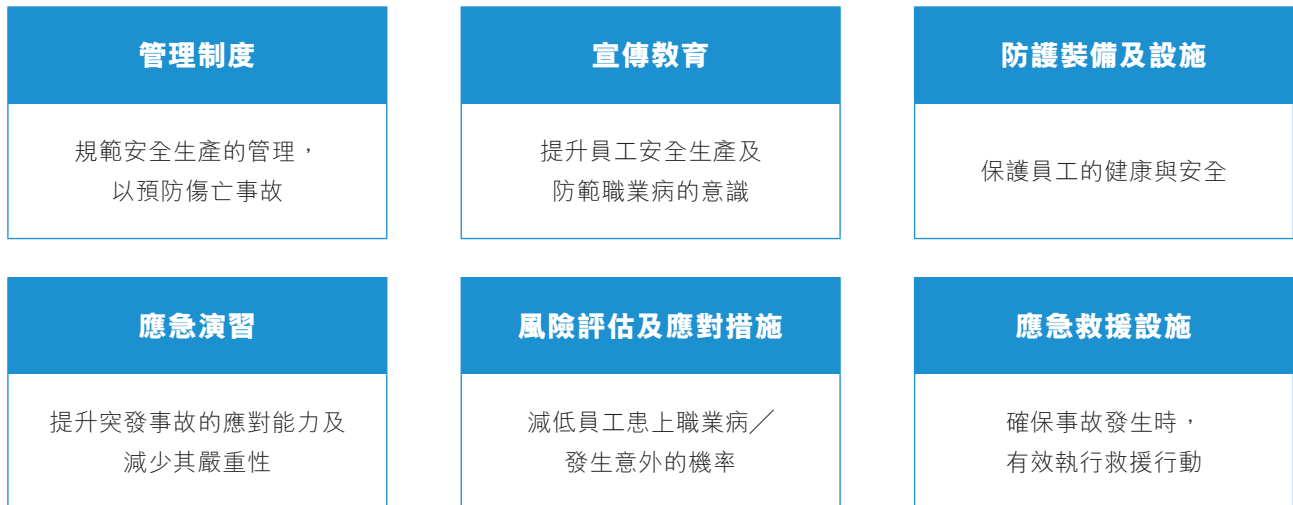 管理制度
規範安全生產的管理，
以預防傷亡事故
宣傳教育
提升員工安全生產及
防範職業病的意識
防護裝備及設施
保護員工的健康與安全
應急演習
提升突發事故的應對能力及
減少其嚴重性
風險評估及應對措施
減低員工患上職業病／
發生意外的機率
應急救援設施
確保事故發生時，
有效執行救援行動